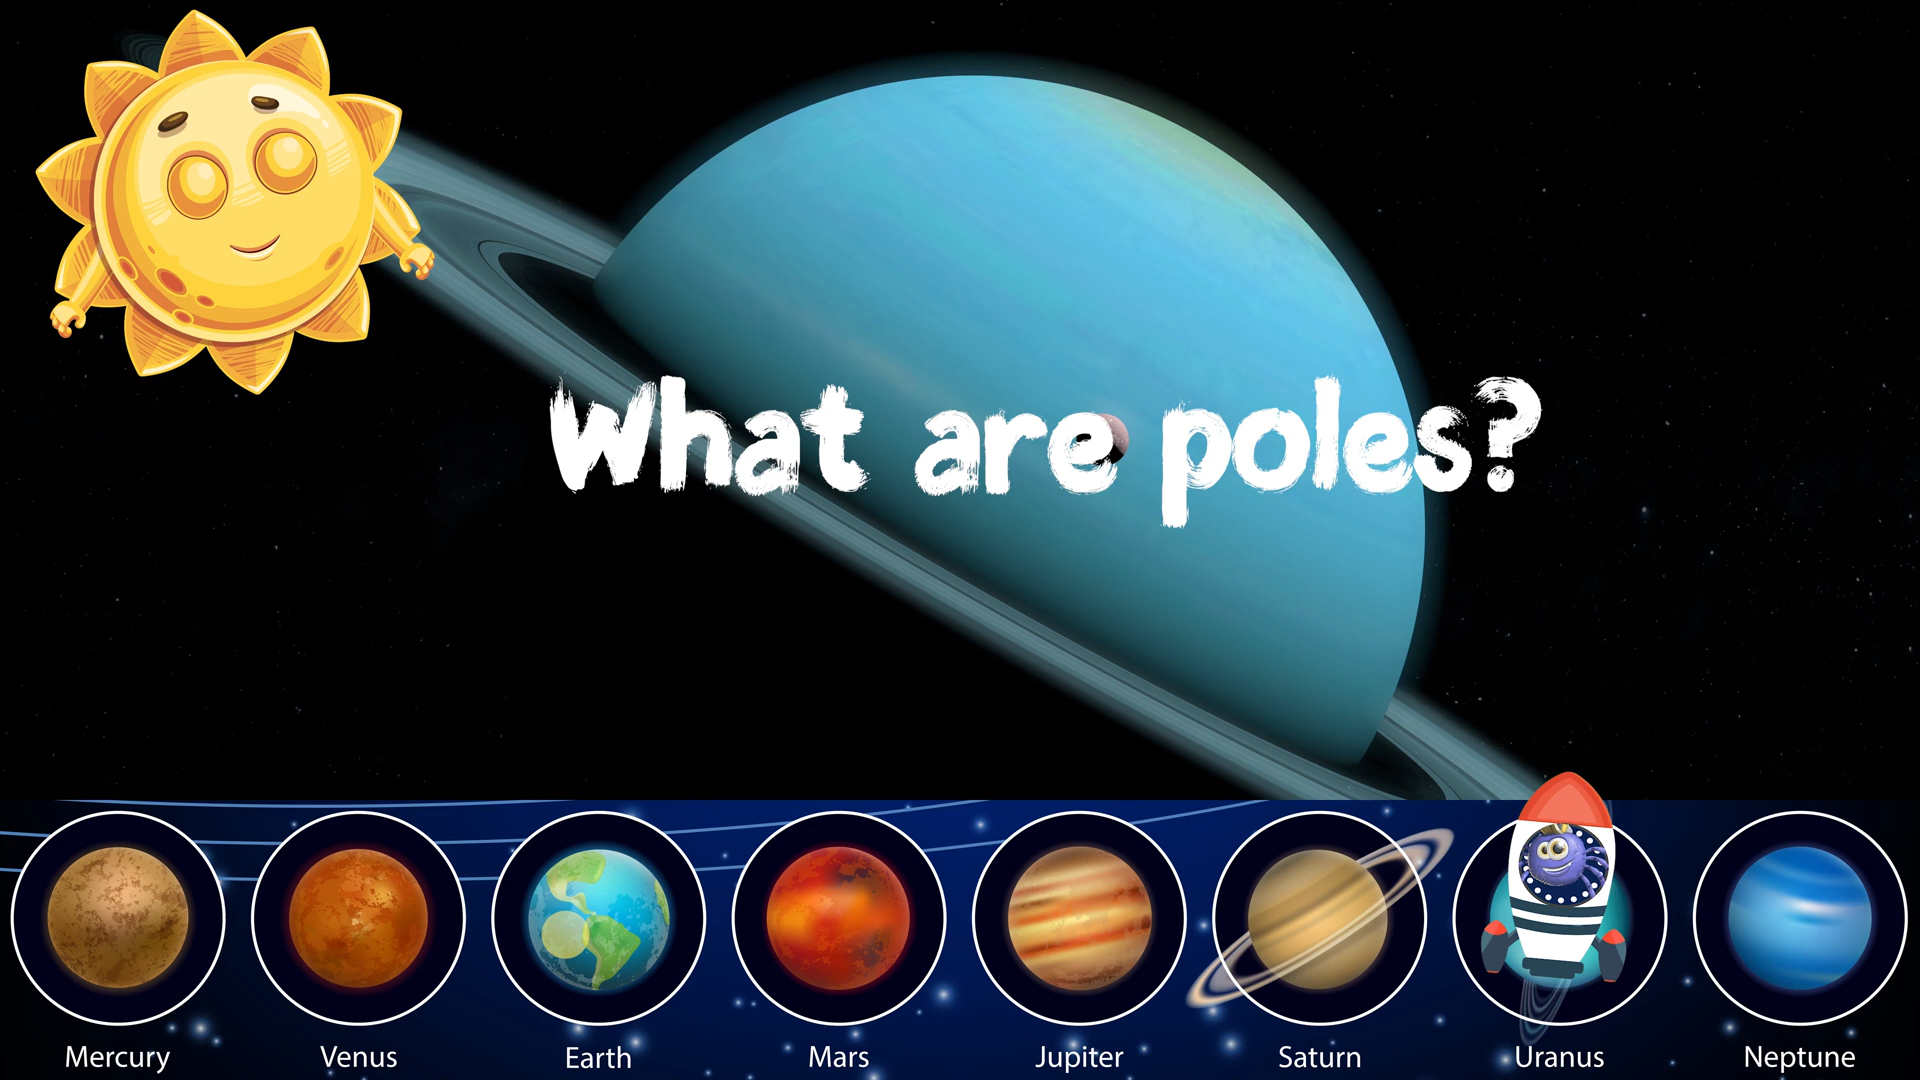 What are poles?
Mercury
Venus
Earth
Mars
Jupiter
Saturn
Uranus
Neptune